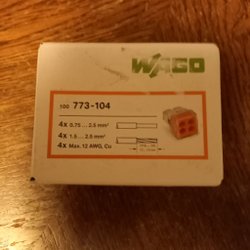 WAGO
100 773-104
4x 0,75 ... 2.5 mm²
4x 1.5 ... 2.5 mm²
4x Max. 12 AWG, Cu